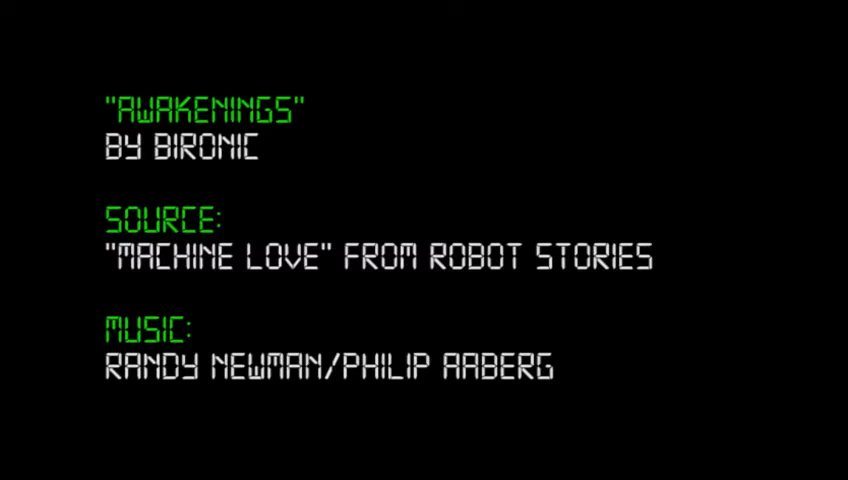 "AWAKENINGS"
BY BIRONIC
SOURCE:
"MACHINE LOVE" FROM ROBOT STORIES
MUSIC:
RANDY NEWMAN/PHILIP AABERG